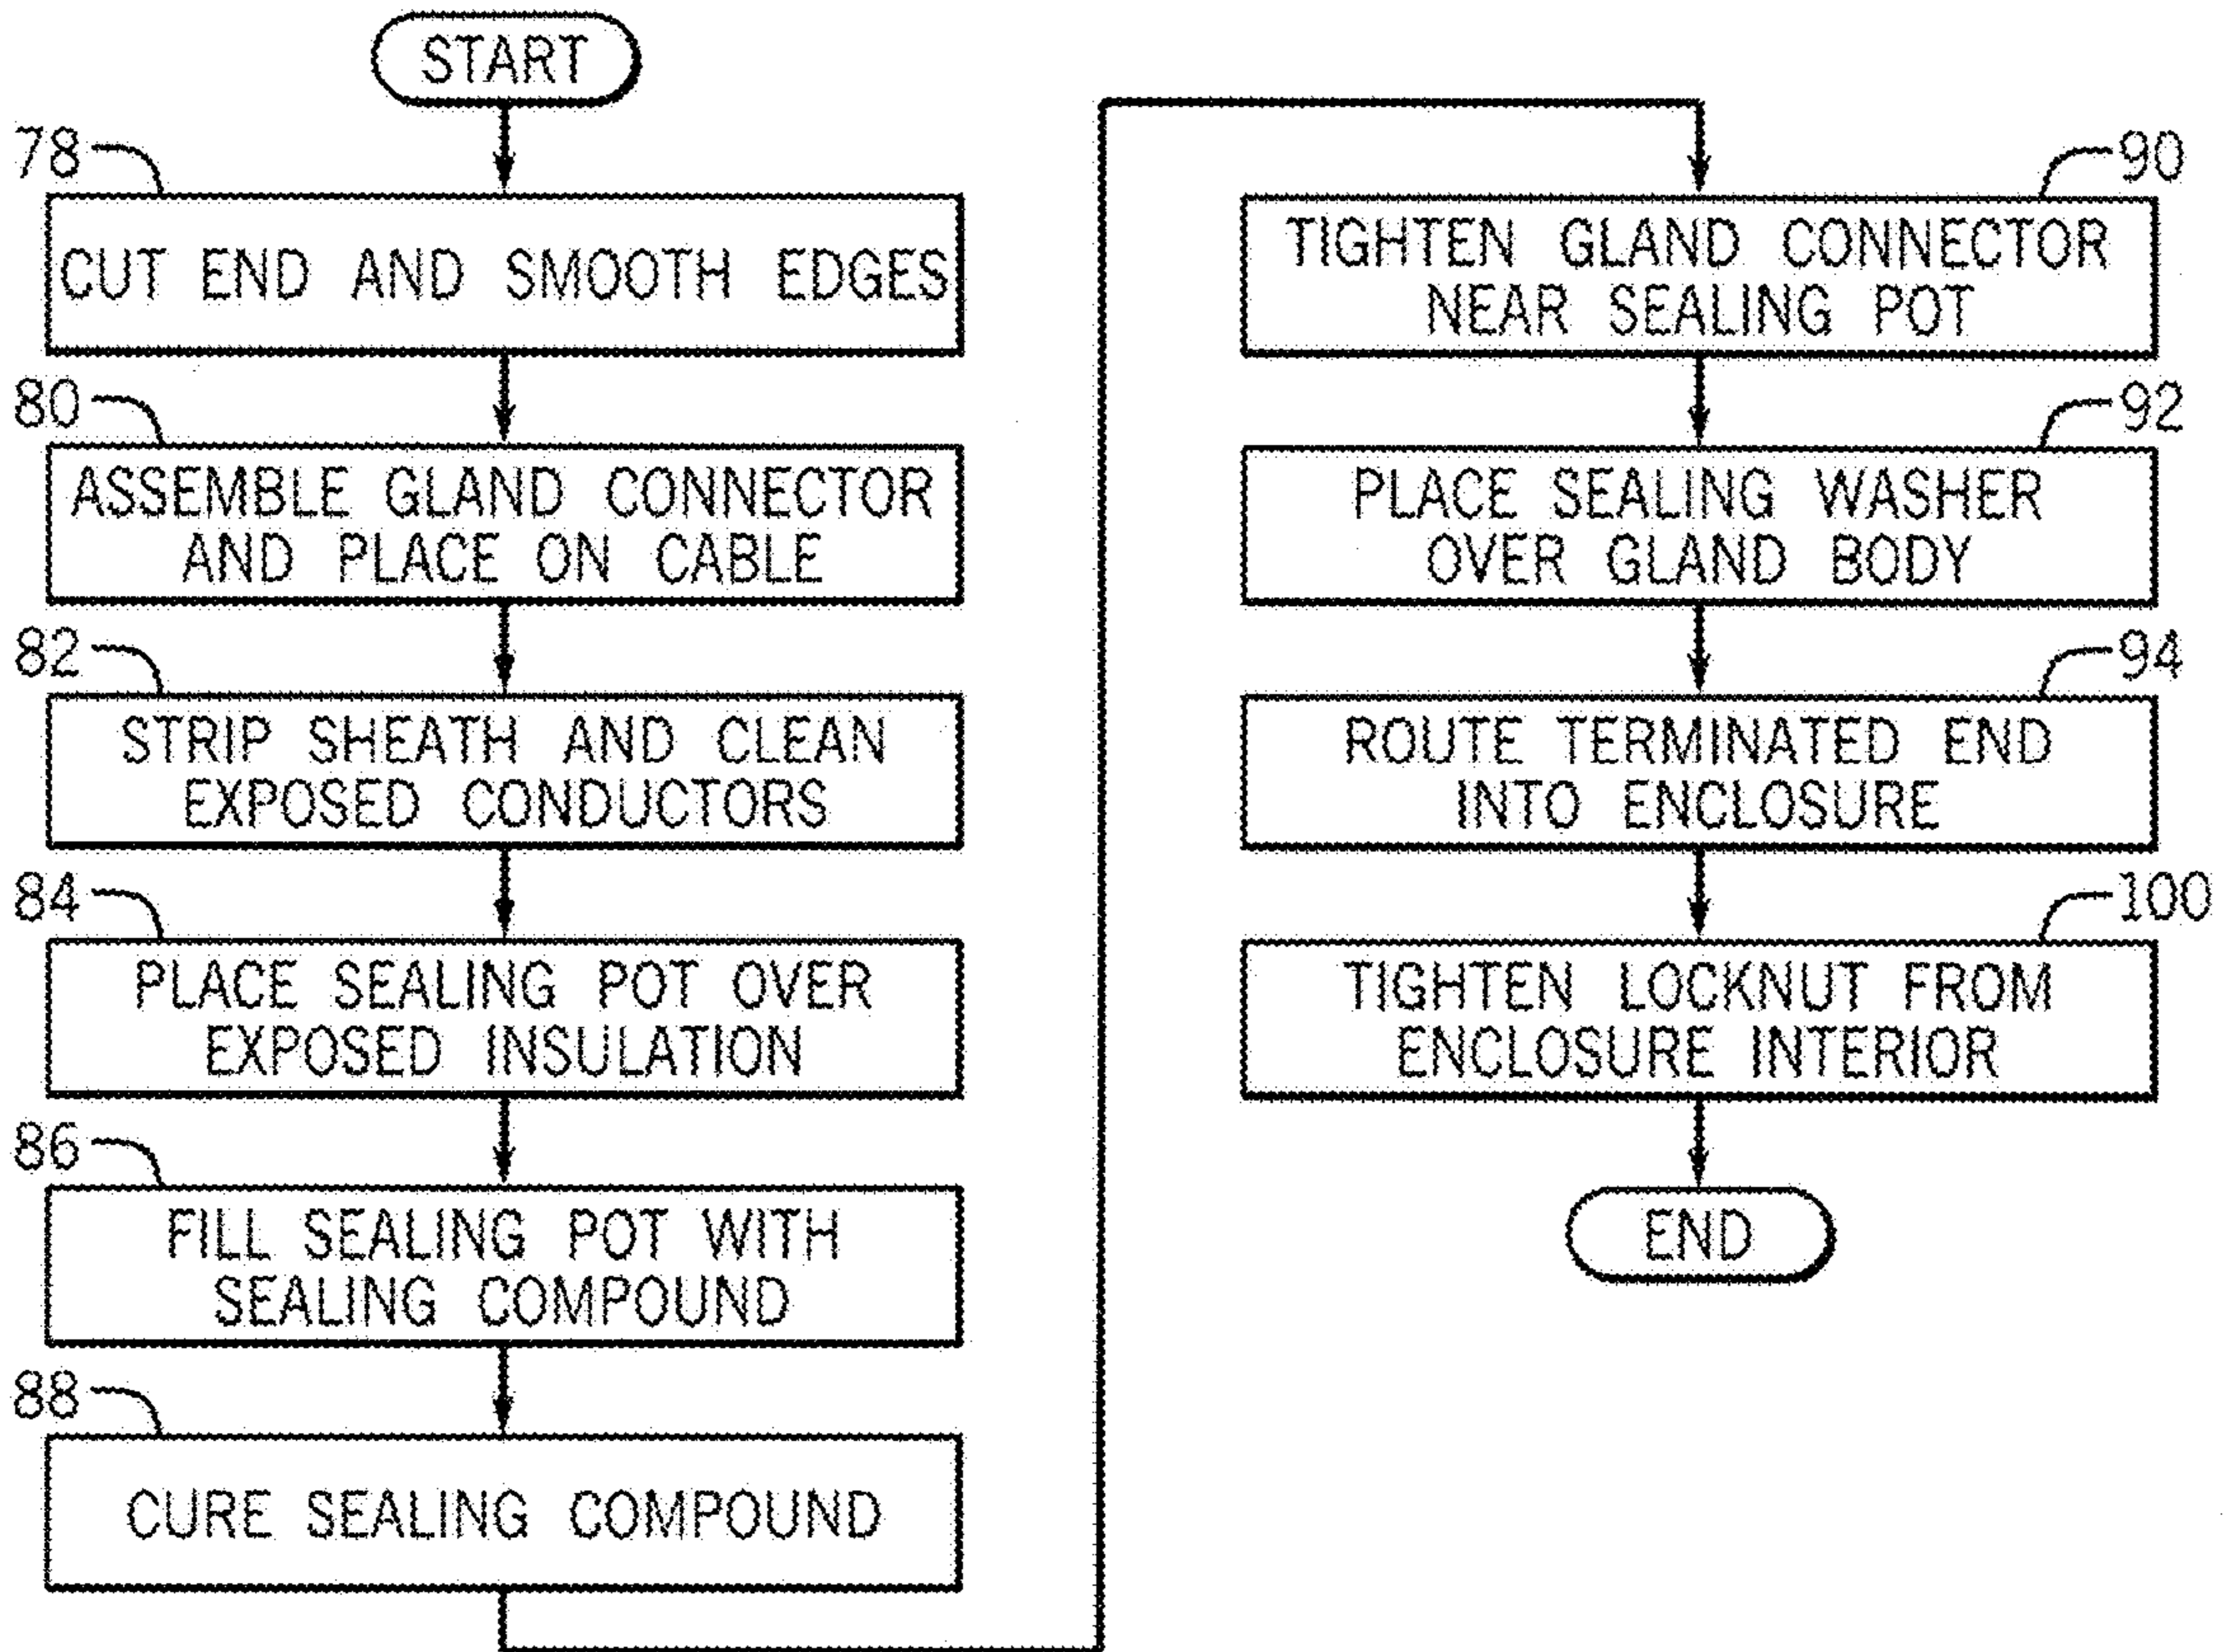 START
78
CUT END AND SMOOTH EDGES
80
ASSEMBLE GLAND CONNECTOR
AND PLACE ON CABLE
82
STRIP SHEATH AND CLEAN
EXPOSED CONDUCTORS
84
PLACE SEALING POT OVER
EXPOSED INSULATION
86
FILL SEALING POT WITH
SEALING COMPOUND
88
CURE SEALING COMPOUND
90
TIGHTEN GLAND CONNECTOR
NEAR SEALING POT
92
PLACE SEALING WASHER
OVER GLAND BODY
94
ROUTE TERMINATED END
INTO ENCLOSURE
100
TIGHTEN LOCKNUT FROM
ENCLOSURE INTERIOR
END